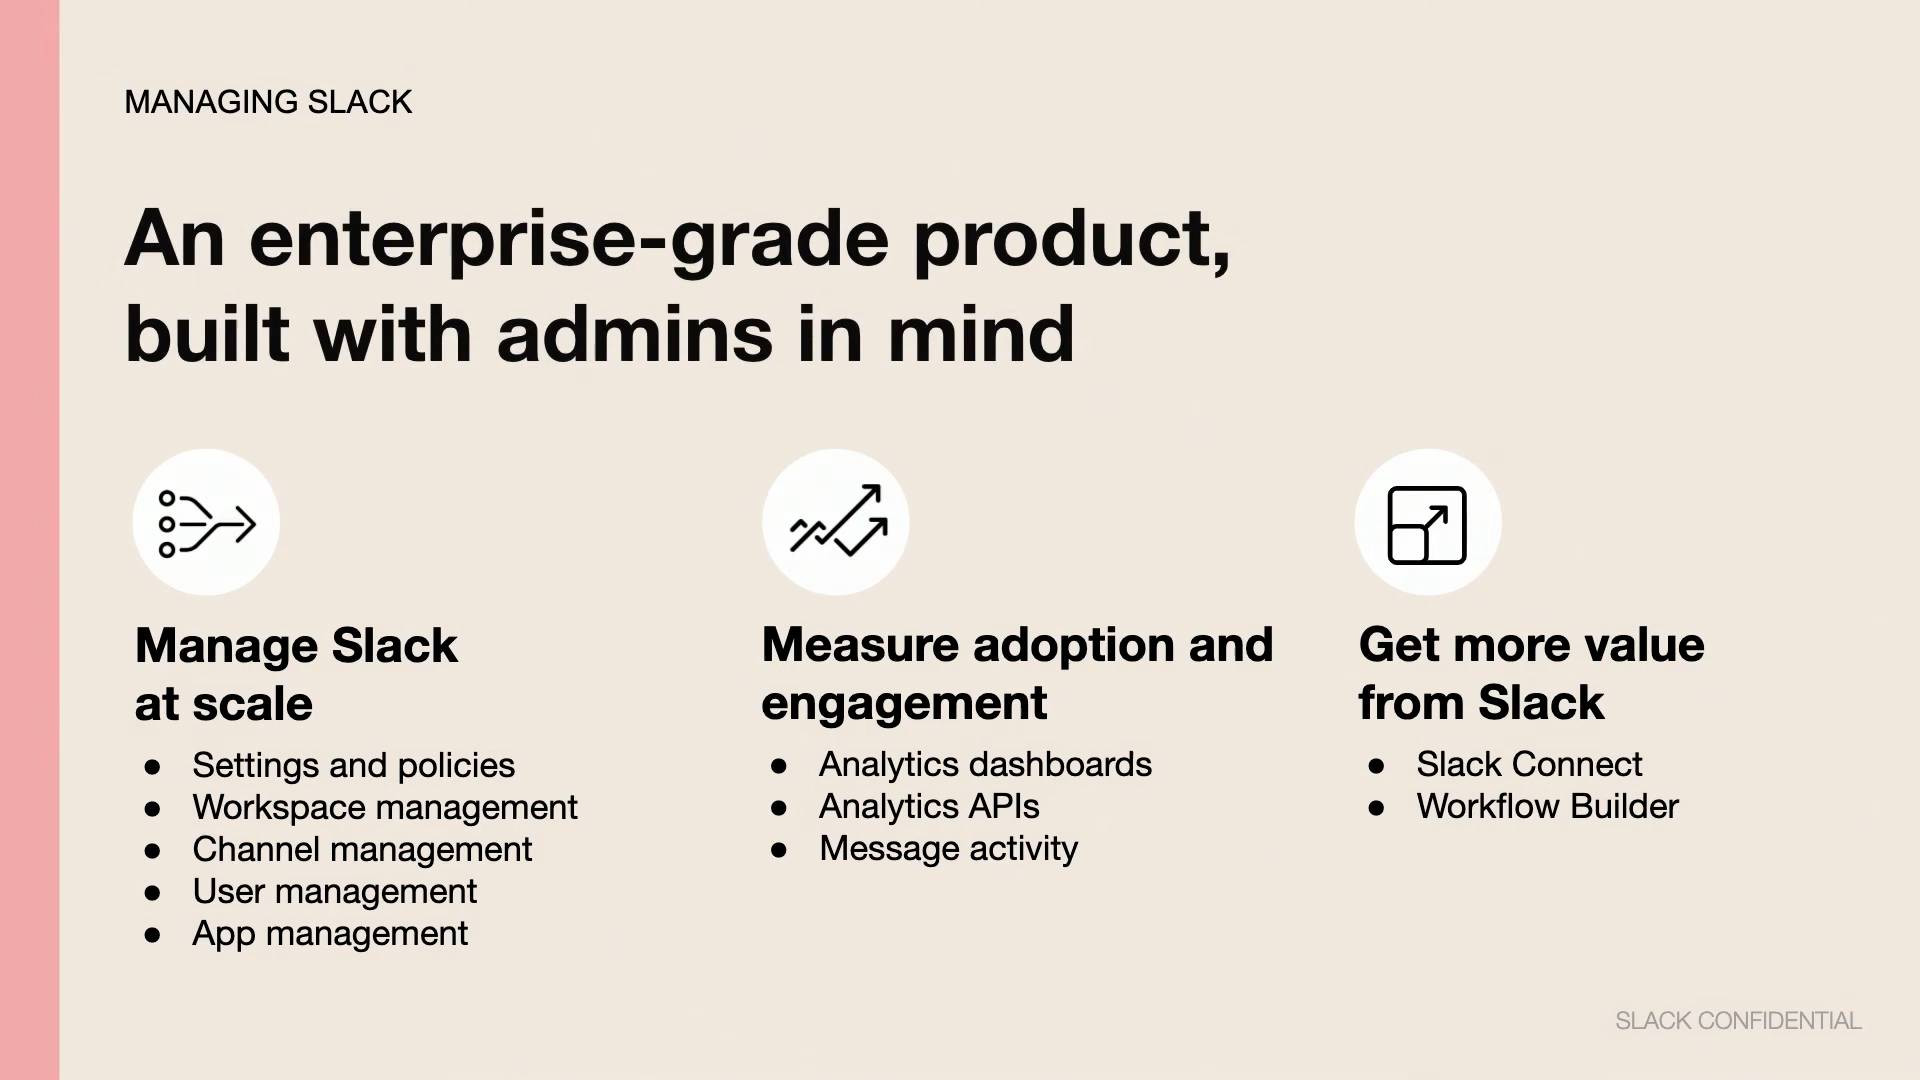 MANAGING SLACK
An enterprise-grade product,
built with admins in mind
Manage Slack
at scale
● Settings and policies
● Workspace management
● Channel management
● User management
● App management
Measure adoption and
engagement
● Analytics dashboards
● Analytics APIs
● Message activity
Get more value
from Slack
● Slack Connect
● Workflow Builder
SLACK CONFIDENTIAL